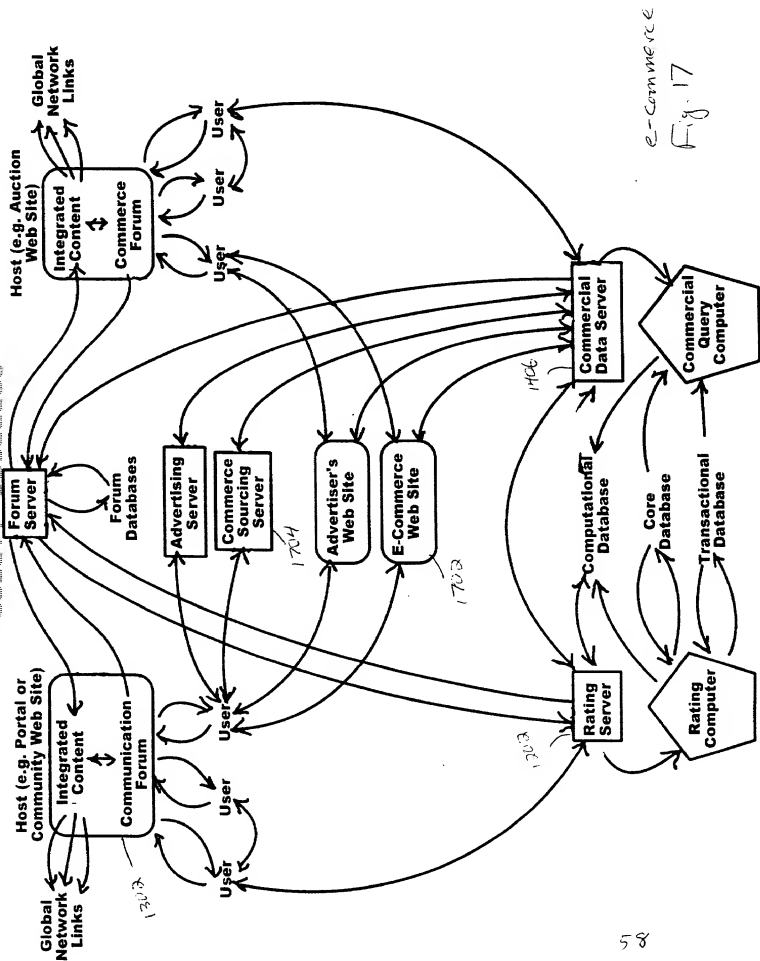 Host (e.g. Portal or
Community Web Site)
Integrated
Content
Communication
Forum
Global
Network
Links
1302
User
User
User
Forum
Server
Forum
Databases
Host (e.g. Auction
Web Site)
Integrated
Content
Commerce
Forum
Global
Network
Links
User
User
User
Advertising
Server
Commerce
Sourcing
Server
1704
Advertiser's
Web Site
E-Commerce
Web Site
1702
Rating
Server
1202
Rating
Computer
Computational
Database
Core
Database
Transactional
Database
Commercial
Data Server
1406
Commercial
Query
Computer
e-commerce
Fig. 17
58